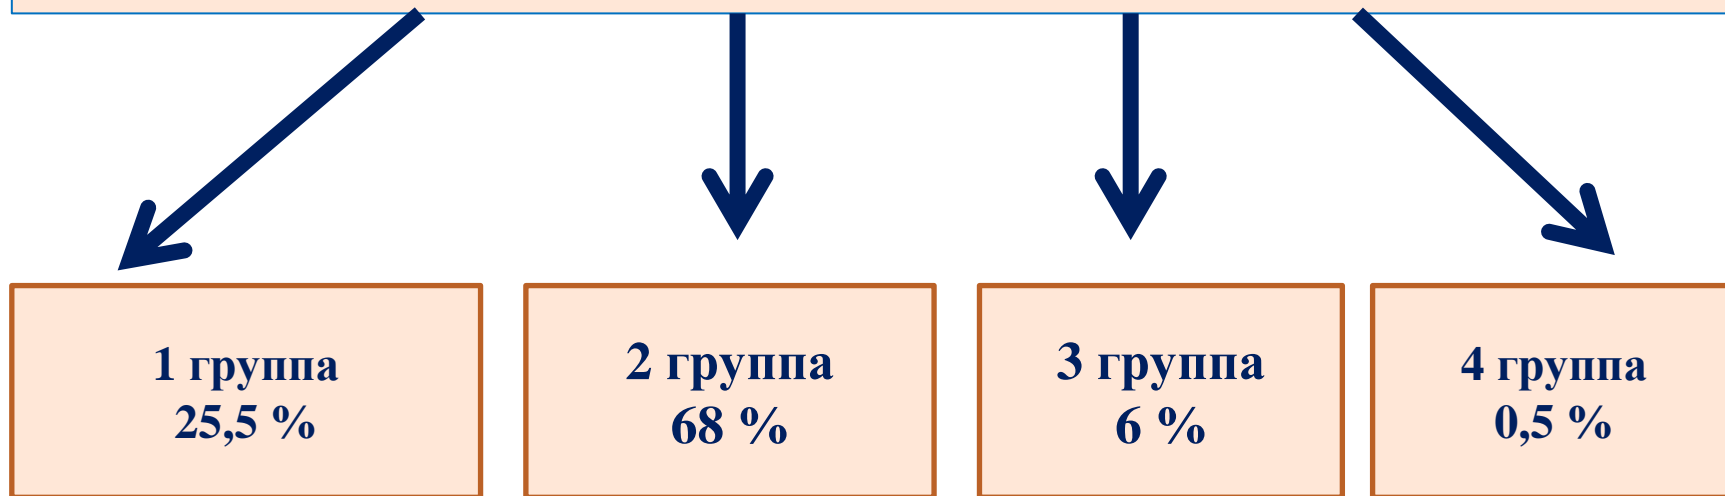 1 группа
25,5 %
2 группа
68 %
3 группа
6 %
4 группа
0,5 %